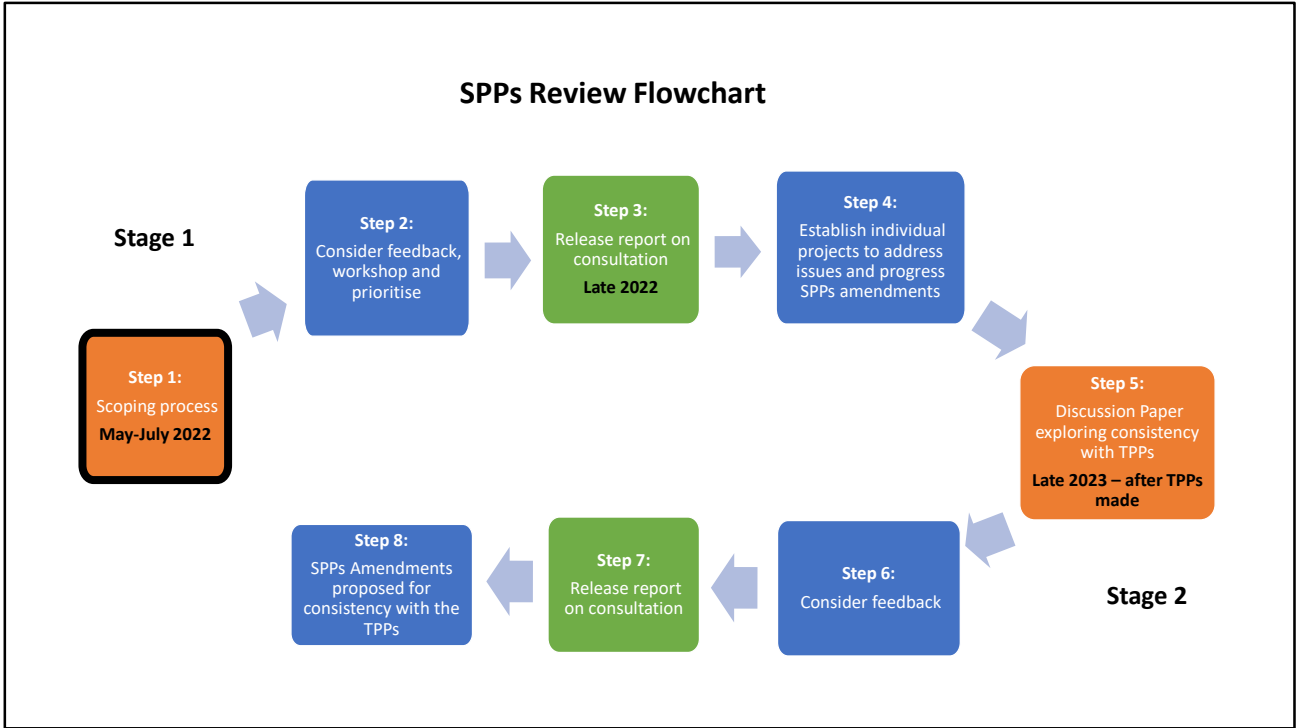 SPPs Review Flowchart
Stage 1
Step 1:
Scoping process
May-July 2022
Step 2:
Consider feedback,
workshop and
prioritise
Step 3:
Release report on
consultation
Late 2022
Step 4:
Establish individual
projects to address
issues and progress
SPPs amendments
Step 5:
Discussion Paper
exploring consistency
with TPPs
Late 2023 – after TPPs
made
Stage 2
Step 6:
Consider feedback
Step 7:
Release report
on consultation
Step 8:
SPPs Amendments
proposed for
consistency with the
TPPs